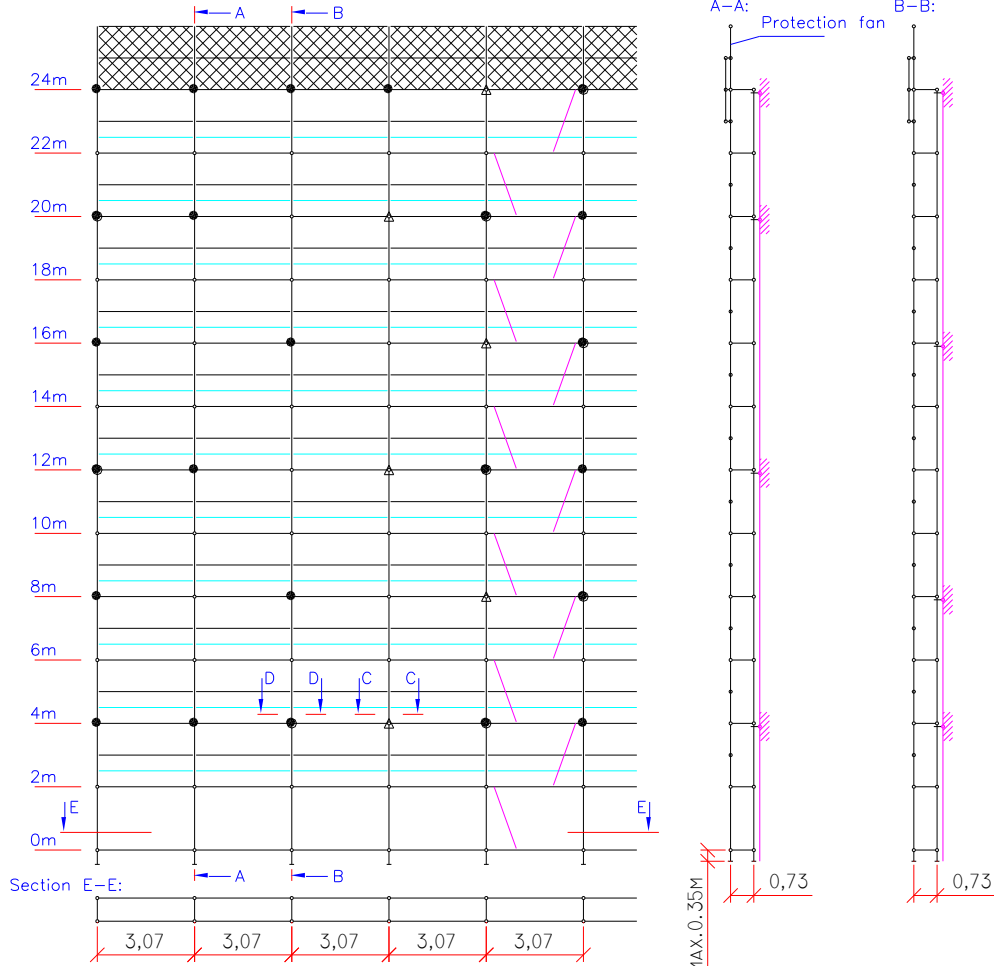 A
B
A–A:
Protection fan
B–B:
24m
22m
20m
18m
16m
14m
12m
10m
8m
6m
D D C C
4m
2m
E E
0m
A
B
Section E–E:
3,07 3,07 3,07 3,07 3,07
MAX.0.35M
0,73
0,73